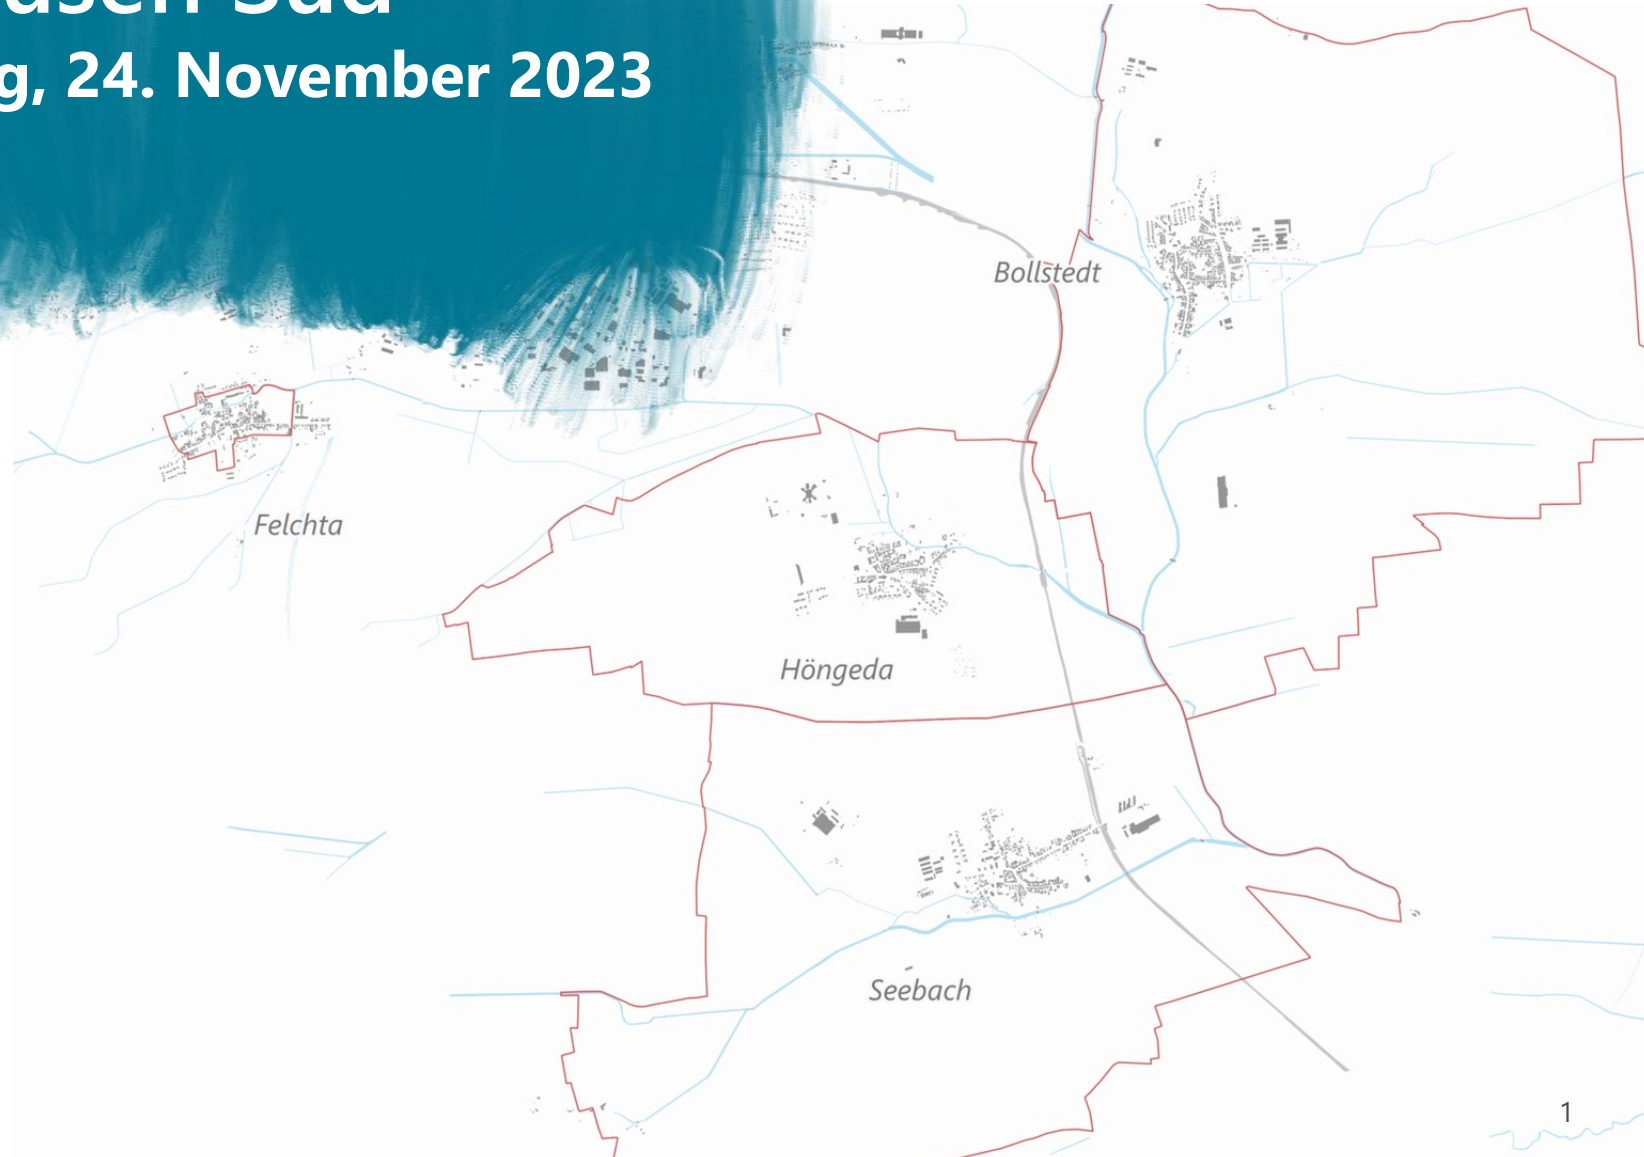 g, 24. November 2023
Bollstedt
Felchta
Höngeda
Seebach
1